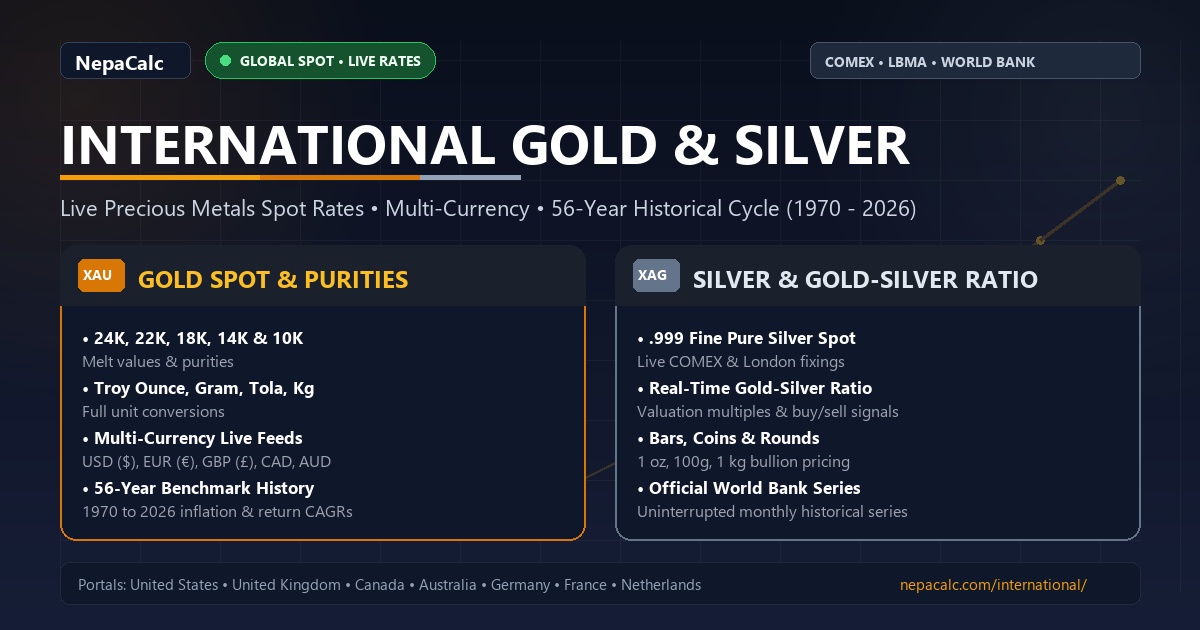 NepaCalc
GLOBAL SPOT • LIVE RATES
COMEX • LBMA • WORLD BANK
INTERNATIONAL GOLD & SILVER
Live Precious Metals Spot Rates • Multi-Currency • 56-Year Historical Cycle (1970 - 2026)
XAU
GOLD SPOT & PURITIES
• 24K, 22K, 18K, 14K & 10K
Melt values & purities
• Troy Ounce, Gram, Tola, Kg
Full unit conversions
• Multi-Currency Live Feeds
USD ($), EUR (€), GBP (£), CAD, AUD
• 56-Year Benchmark History
1970 to 2026 inflation & return CAGRs
XAG
SILVER & GOLD-SILVER RATIO
• .999 Fine Pure Silver Spot
Live COMEX & London fixings
• Real-Time Gold-Silver Ratio
Valuation multiples & buy/sell signals
• Bars, Coins & Rounds
1 oz, 100g, 1 kg bullion pricing
• Official World Bank Series
Uninterrupted monthly historical series
Portals: United States • United Kingdom • Canada • Australia • Germany • France • Netherlands
nepacalc.com/international/